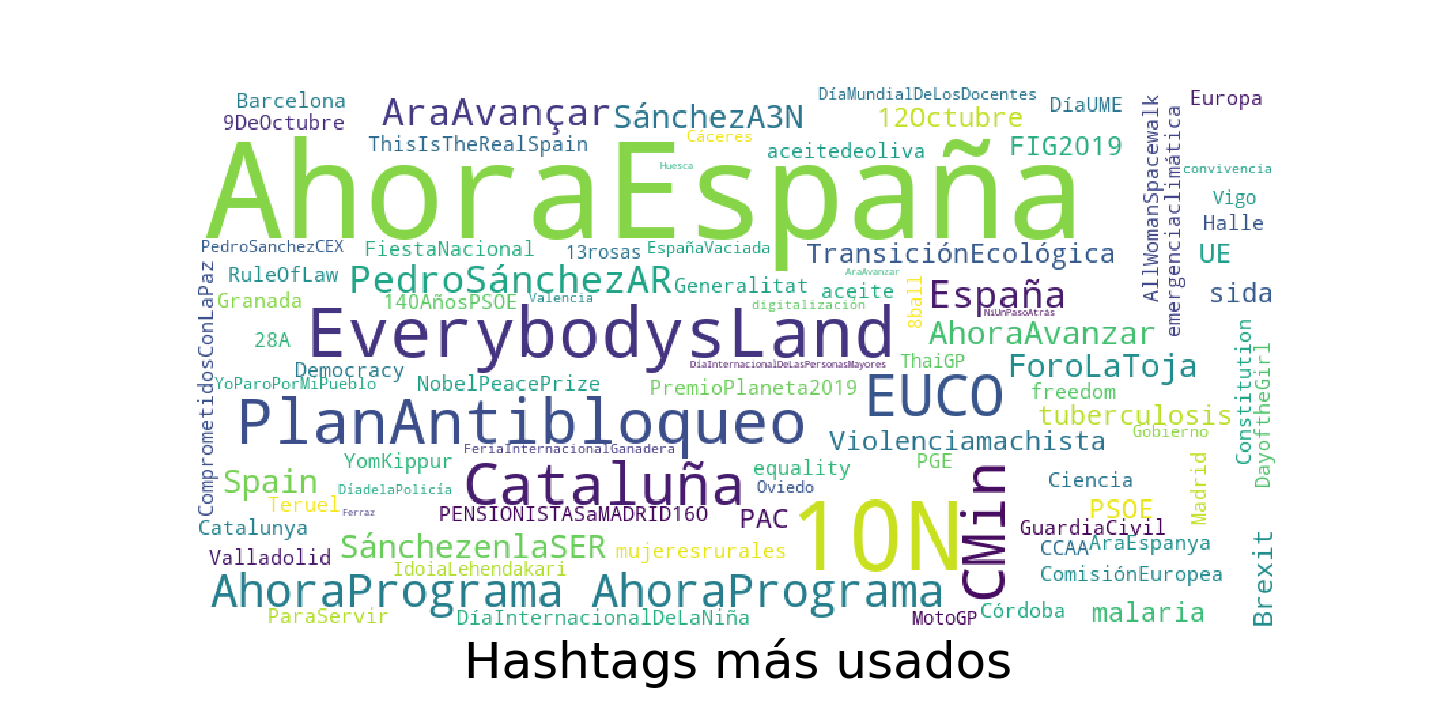 Barcelona
9DeOctubre
AraAvançar
SánchezA3N
DíaMundialDeLosDocentes
12Octubre
DíaUME
Europa
ThisIsTheRealSpain
Cáceres
aceitedeoliva
FIG2019
AllWomanSpacewalk
emergenciaclimática
convivencia
Huesca
AhoraEspaña
Vigo
Halle
PedroSanchezCEX
FiestaNacional
13rosas
EspañaVaciada
TransiciónEcológica
UE
ComprometidosConLaPaz
RuleOfLaw
PedroSánchezAR
Generalitat
AraAvanzar
aceite
8ball
España
sida
Granada
140AñosPSOE
Valencia
digitalización
NiUnPasoAtrás
28A
EverybodysLand
AhoraAvanzar
Constitution
DayoftheGirl
Democracy
DíaInternacionalDeLasPersonasMayores
ThaiGP
ForoLaToja
YoParoPorMiPueblo
NobelPeacePrize
PremioPlaneta2019
EUCO
freedom
tuberculosis
PlanAntibloqueo
Violenciamachista
Gobierno
FeriaInternacionalGanadera
YomKippur
equality
PGE
Spain
DíadelaPolicía
Cataluña
Oviedo
CMin
Ciencia
Madrid
Teruel
Ferraz
PENSIONISTASaMADRID16O
PAC
10N
PSOE
Catalunya
GuardiaCivil
Valladolid
SánchezenlaSER
mujeresrurales
CCAA
AraEspanya
Brexit
IdoiaLehendakari
ComisiónEuropea
AhoraPrograma
AhoraPrograma
ParaServir
DíaInternacionalDeLaNiña
MotoGP
Córdoba
malaria
Hashtags más usados